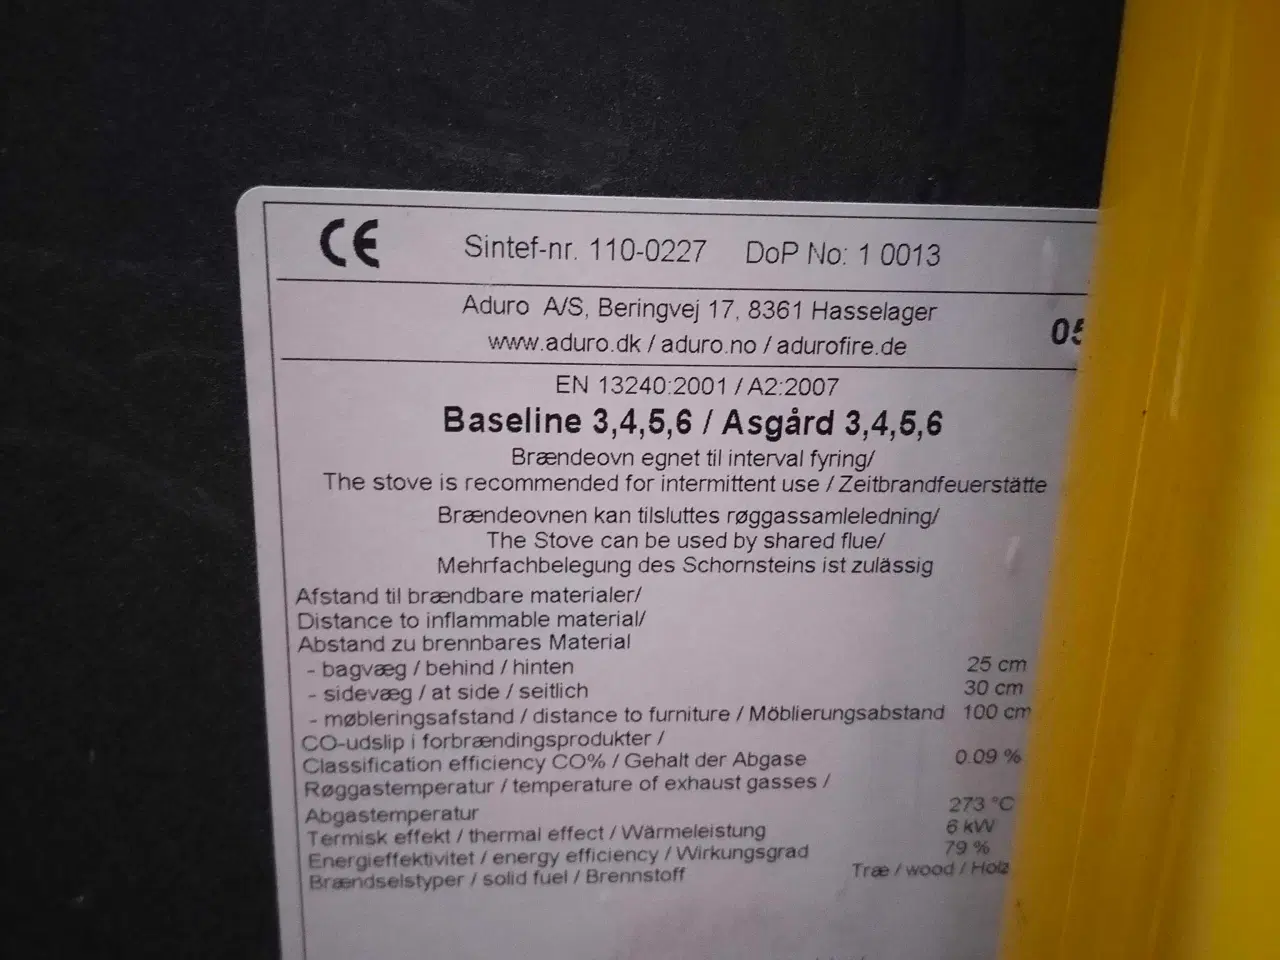 CE Sintef-nr. 110-0227 DoP No: 1 0013
Aduro A/S, Beringvej 17, 8361 Hasselager
www.aduro.dk / aduro.no / adurofire.de
05
EN 13240:2001 / A2:2007
Baseline 3,4,5,6 / Asgård 3,4,5,6
Brændeovn egnet til interval fyring/
The stove is recommended for intermittent use / Zeitbrandfeuerstätte
Brændeovnen kan tilsluttes røggassamleledning/
The Stove can be used by shared flue/
Mehrfachbelegung des Schornsteins ist zulässig
Afstand til brændbare materialer/
Distance to inflammable material/
Abstand zu brennbares Material
- bagvæg / behind / hinten 25 cm
- sidevæg / at side / seitlich 30 cm
- møbleringsafstand / distance to furniture / Möblierungsabstand 100 cm
CO-udslip i forbrændingsprodukter /
Classification efficiency CO% / Gehalt der Abgase 0.09 %
Røggastemperatur / temperature of exhaust gasses /
Abgastemperatur 273 °C
Termisk effekt / thermal effect / Wärmeleistung 6 kW
Energieffektivitet / energy efficiency / Wirkungsgrad 79 %
Brændselstyper / solid fuel / Brennstoff Træ / wood / Holz